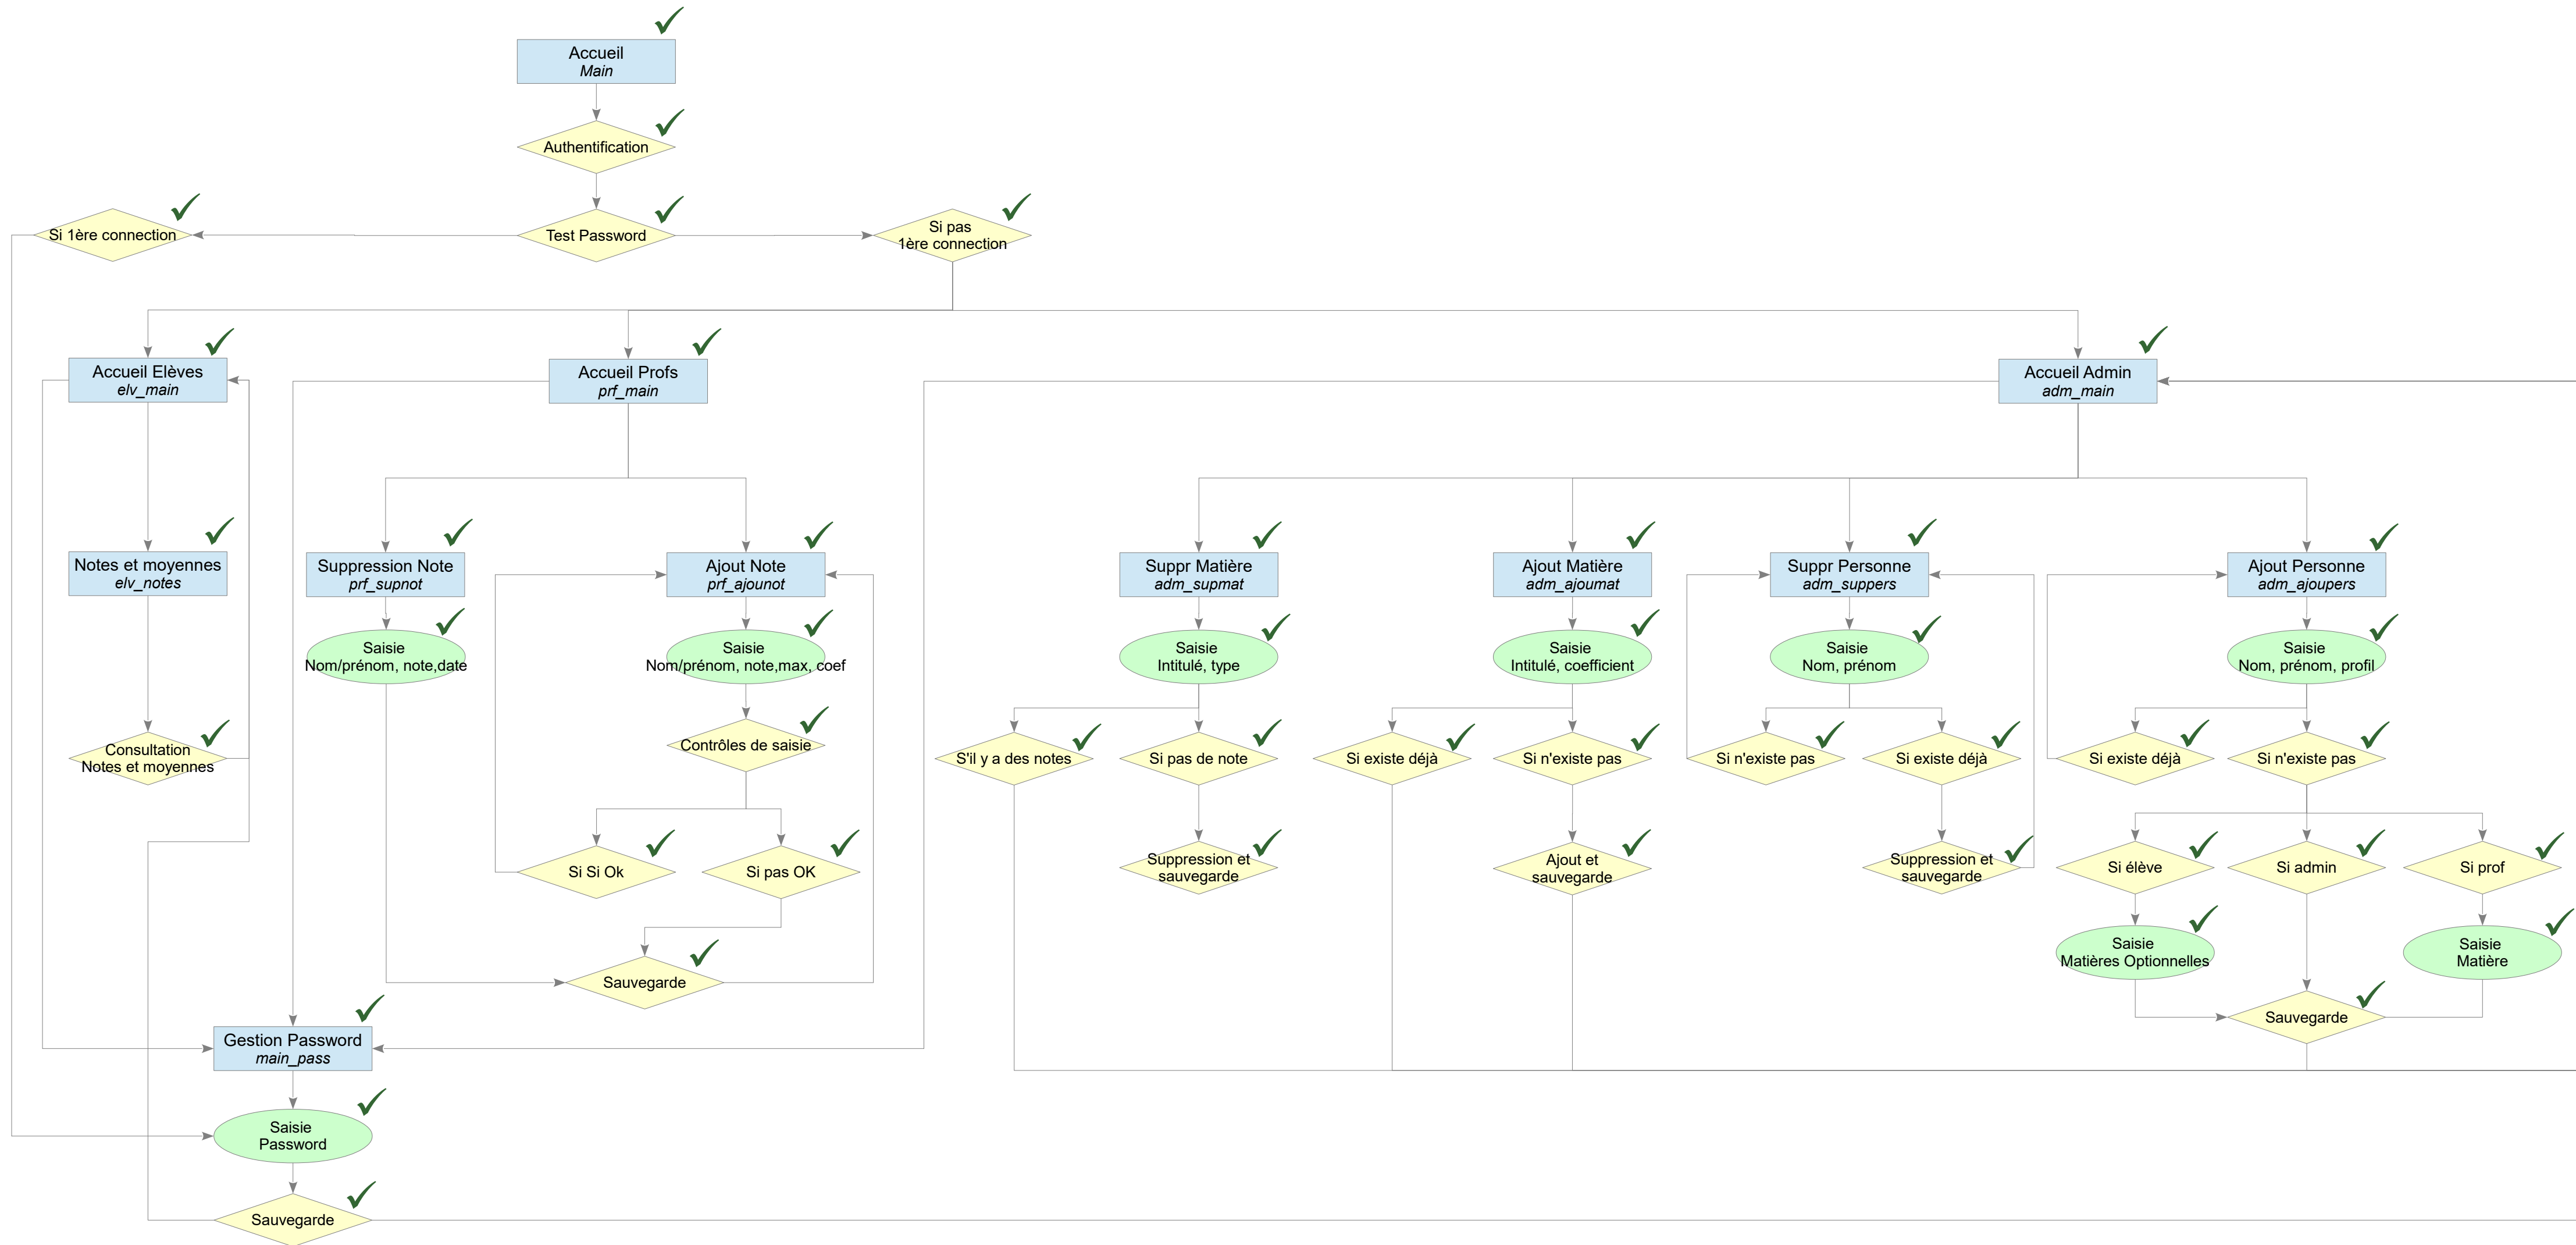 Accueil
Main
Authentification
Si 1ère connection
Test Password
Si pas
1ère connection
Accueil Elèves
elv_main
Accueil Profs
prf_main
Accueil Admin
adm_main
Notes et moyennes
elv_notes
Suppression Note
prf_supnot
Ajout Note
prf_ajounot
Suppr Matière
adm_supmat
Ajout Matière
adm_ajoumat
Suppr Personne
adm_suppers
Ajout Personne
adm_ajoupers
Saisie
Nom/prénom, note,date
Saisie
Nom/prénom, note,max, coef
Saisie
Intitulé, type
Saisie
Intitulé, coefficient
Saisie
Nom, prénom
Saisie
Nom, prénom, profil
Consultation
Notes et moyennes
Contrôles de saisie
S'il y a des notes
Si pas de note
Si existe déjà
Si n'existe pas
Si n'existe pas
Si existe déjà
Si existe déjà
Si n'existe pas
Si Si Ok
Si pas OK
Suppression et
sauvegarde
Ajout et
sauvegarde
Suppression et
sauvegarde
Si élève
Si admin
Si prof
Saisie
Matières Optionnelles
Saisie
Matière
Sauvegarde
Sauvegarde
Gestion Password
main_pass
Saisie
Password
Sauvegarde